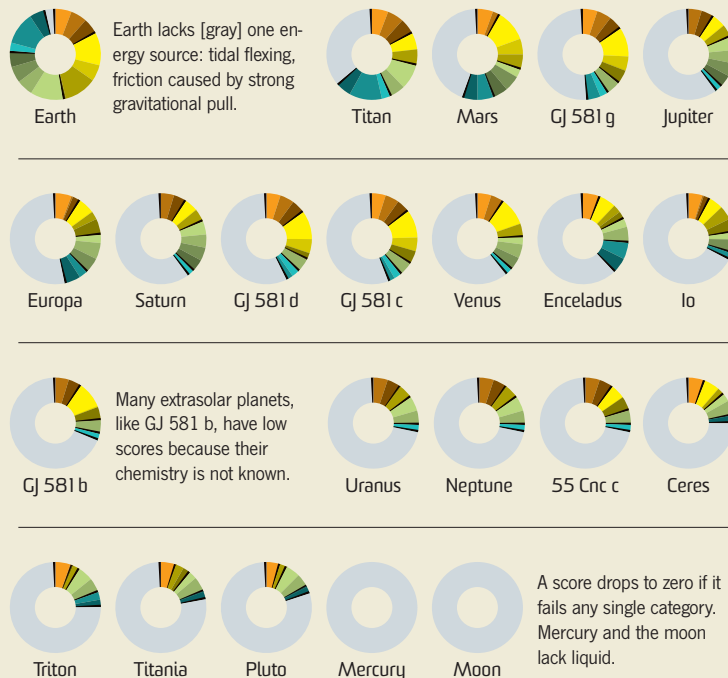 Earth lacks [gray] one en-
ergy source: tidal flexing,
friction caused by strong
gravitational pull.
Earth
Titan
Mars
GJ 581 g
Jupiter
Europa
Saturn
GJ 581 d
GJ 581 c
Venus
Enceladus
Io
GJ 581 b
Many extrasolar planets,
like GJ 581 b, have low
scores because their
chemistry is not known.
Uranus
Neptune
55 Cnc c
Ceres
Triton
Titania
Pluto
Mercury
Moon
A score drops to zero if it
fails any single category.
Mercury and the moon
lack liquid.